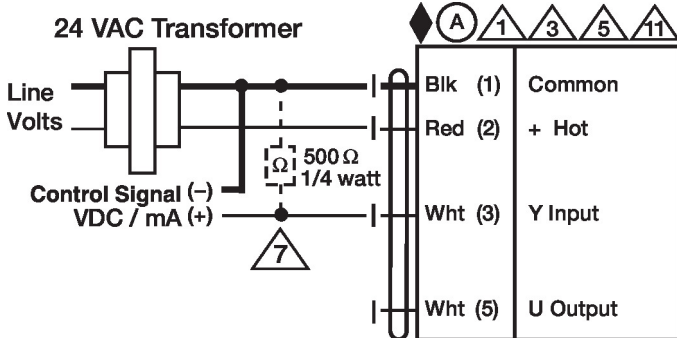 24 VAC Transformer
A 1 3 5 11
Line
Volts
Blk (1) Common
Red (2) + Hot
Ω 500 Ω
1/4 watt
Control Signal (–)
VDC / mA (+)
Wht (3) Y Input
7
Wht (5) U Output